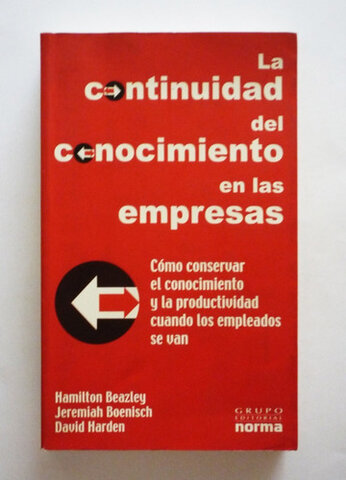 La
continuidad
del
conocimiento
en las
empresas
Cómo conservar
el conocimiento
y la productividad
cuando los empleados
se van
Hamilton Beazley
Jeremiah Boenisch
David Harden
GRUPO
EDITORIAL
norma